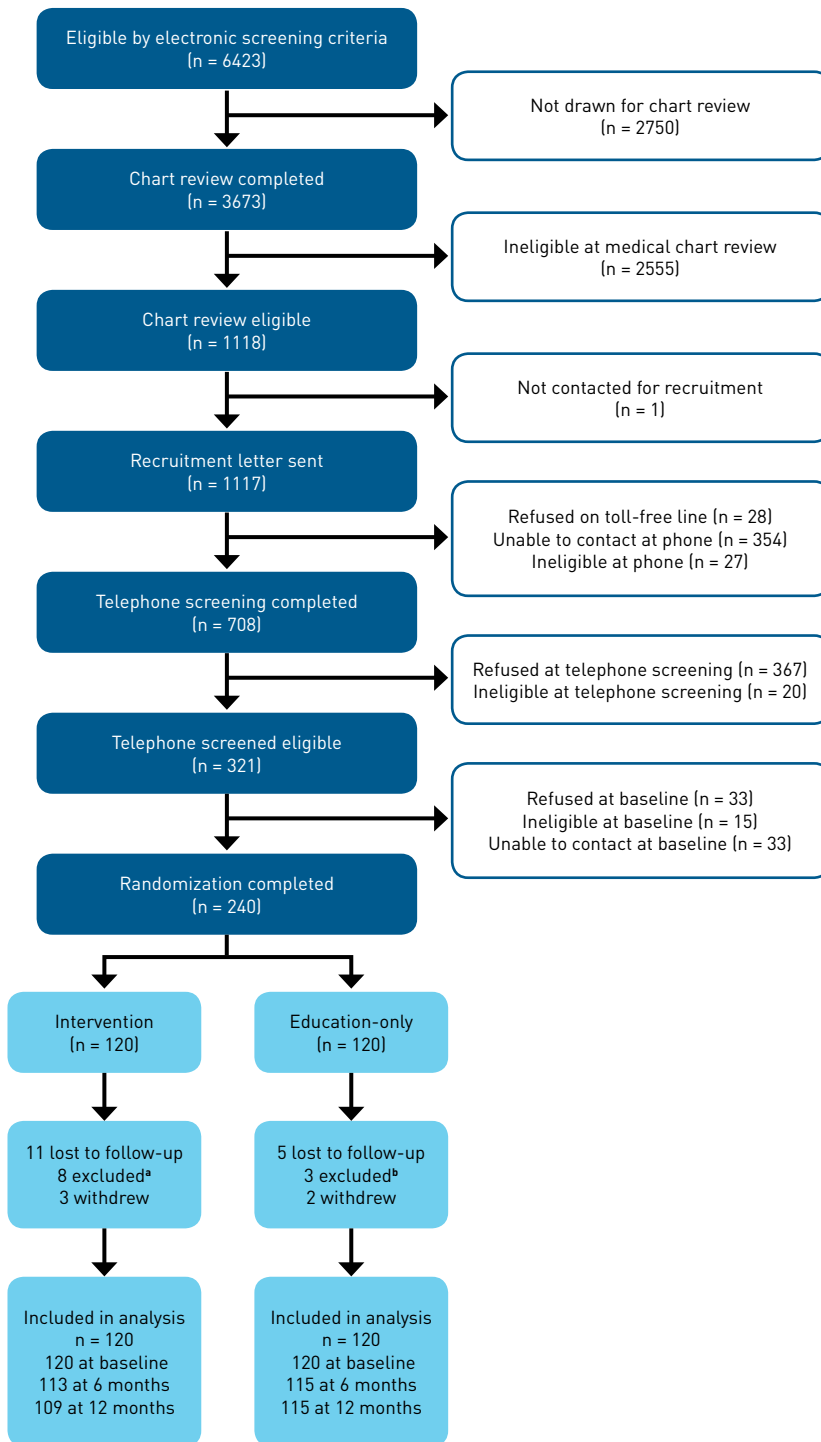 Eligible by electronic screening criteria
(n = 6423)
Not drawn for chart review
(n = 2750)
Chart review completed
(n = 3673)
Ineligible at medical chart review
(n = 2555)
Chart review eligible
(n = 1118)
Not contacted for recruitment
(n = 1)
Recruitment letter sent
(n = 1117)
Refused on toll-free line (n = 28)
Unable to contact at phone (n = 354)
Ineligible at phone (n = 27)
Telephone screening completed
(n = 708)
Refused at telephone screening (n = 367)
Ineligible at telephone screening (n = 20)
Telephone screened eligible
(n = 321)
Refused at baseline (n = 33)
Ineligible at baseline (n = 15)
Unable to contact at baseline (n = 33)
Randomization completed
(n = 240)
Intervention
(n = 120)
Education-only
(n = 120)
11 lost to follow-up
8 excludedᵃ
3 withdrew
5 lost to follow-up
3 excludedᵇ
2 withdrew
Included in analysis
n = 120
120 at baseline
113 at 6 months
109 at 12 months
Included in analysis
n = 120
120 at baseline
115 at 6 months
115 at 12 months